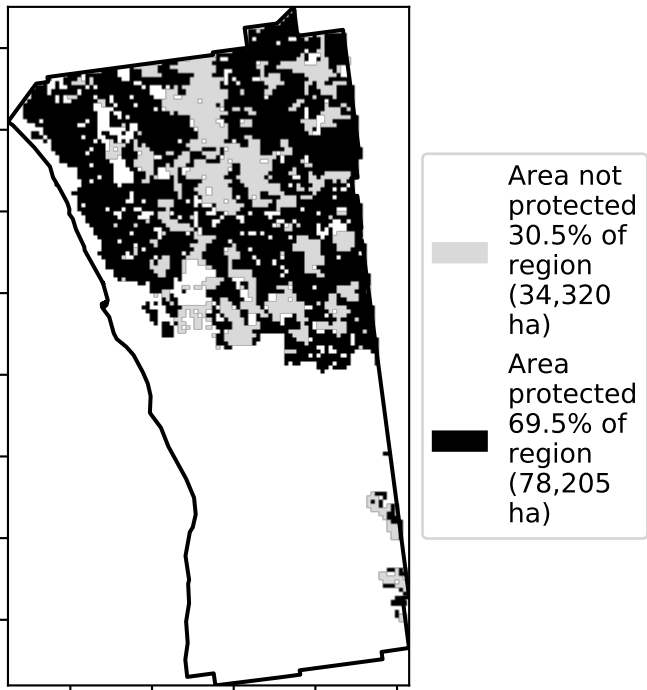 Area not
protected
30.5% of
region
(34,320
ha)
Area
protected
69.5% of
region
(78,205
ha)